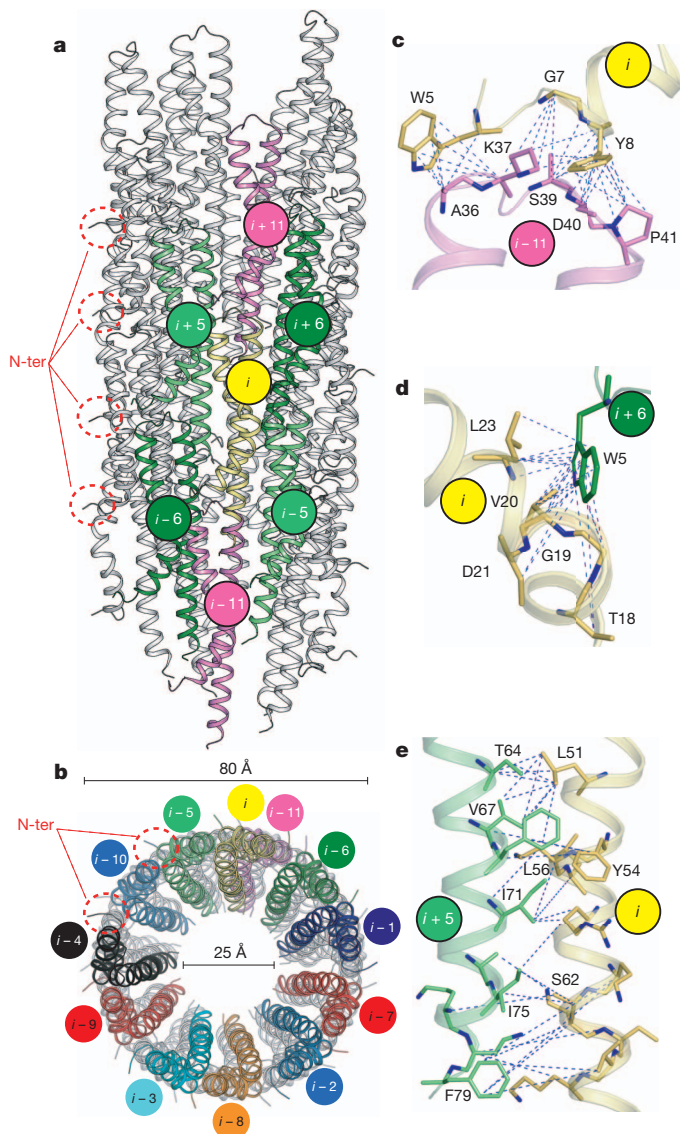 a
i + 11
i + 5
i + 6
N-ter
i
i – 6
i – 5
i – 11
b
80 Å
N-ter
i – 5
i
i – 11
i – 10
i – 6
i – 4
i – 1
25 Å
i – 9
i – 7
i – 3
i – 2
i – 8
c
i
G7
W5
K37
Y8
S39
A36
D40
P41
i – 11
d
i + 6
L23
W5
i
V20
G19
D21
T18
e
T64
L51
V67
L56
Y54
I71
i + 5
i
S62
I75
F79